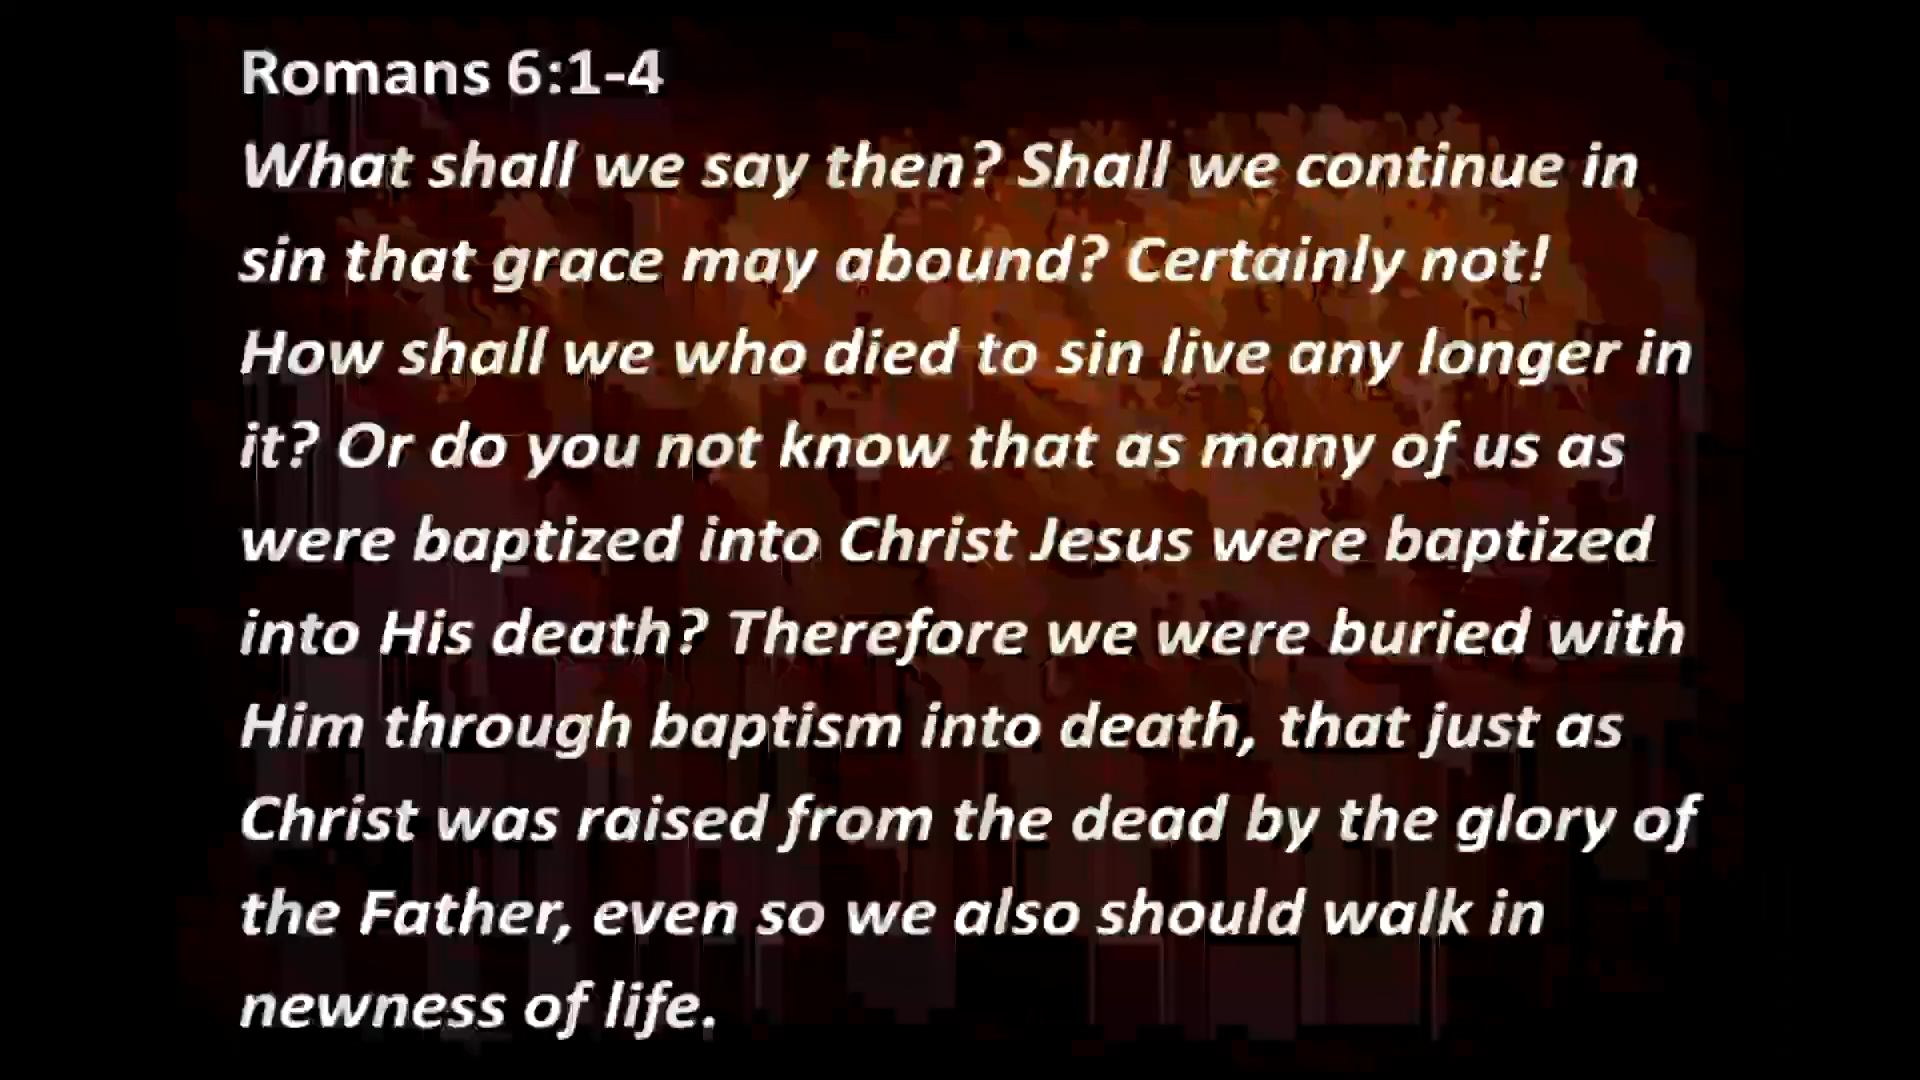 Romans 6:1-4
What shall we say then? Shall we continue in
sin that grace may abound? Certainly not!
How shall we who died to sin live any longer in
it? Or do you not know that as many of us as
were baptized into Christ Jesus were baptized
into His death? Therefore we were buried with
Him through baptism into death, that just as
Christ was raised from the dead by the glory of
the Father, even so we also should walk in
newness of life.